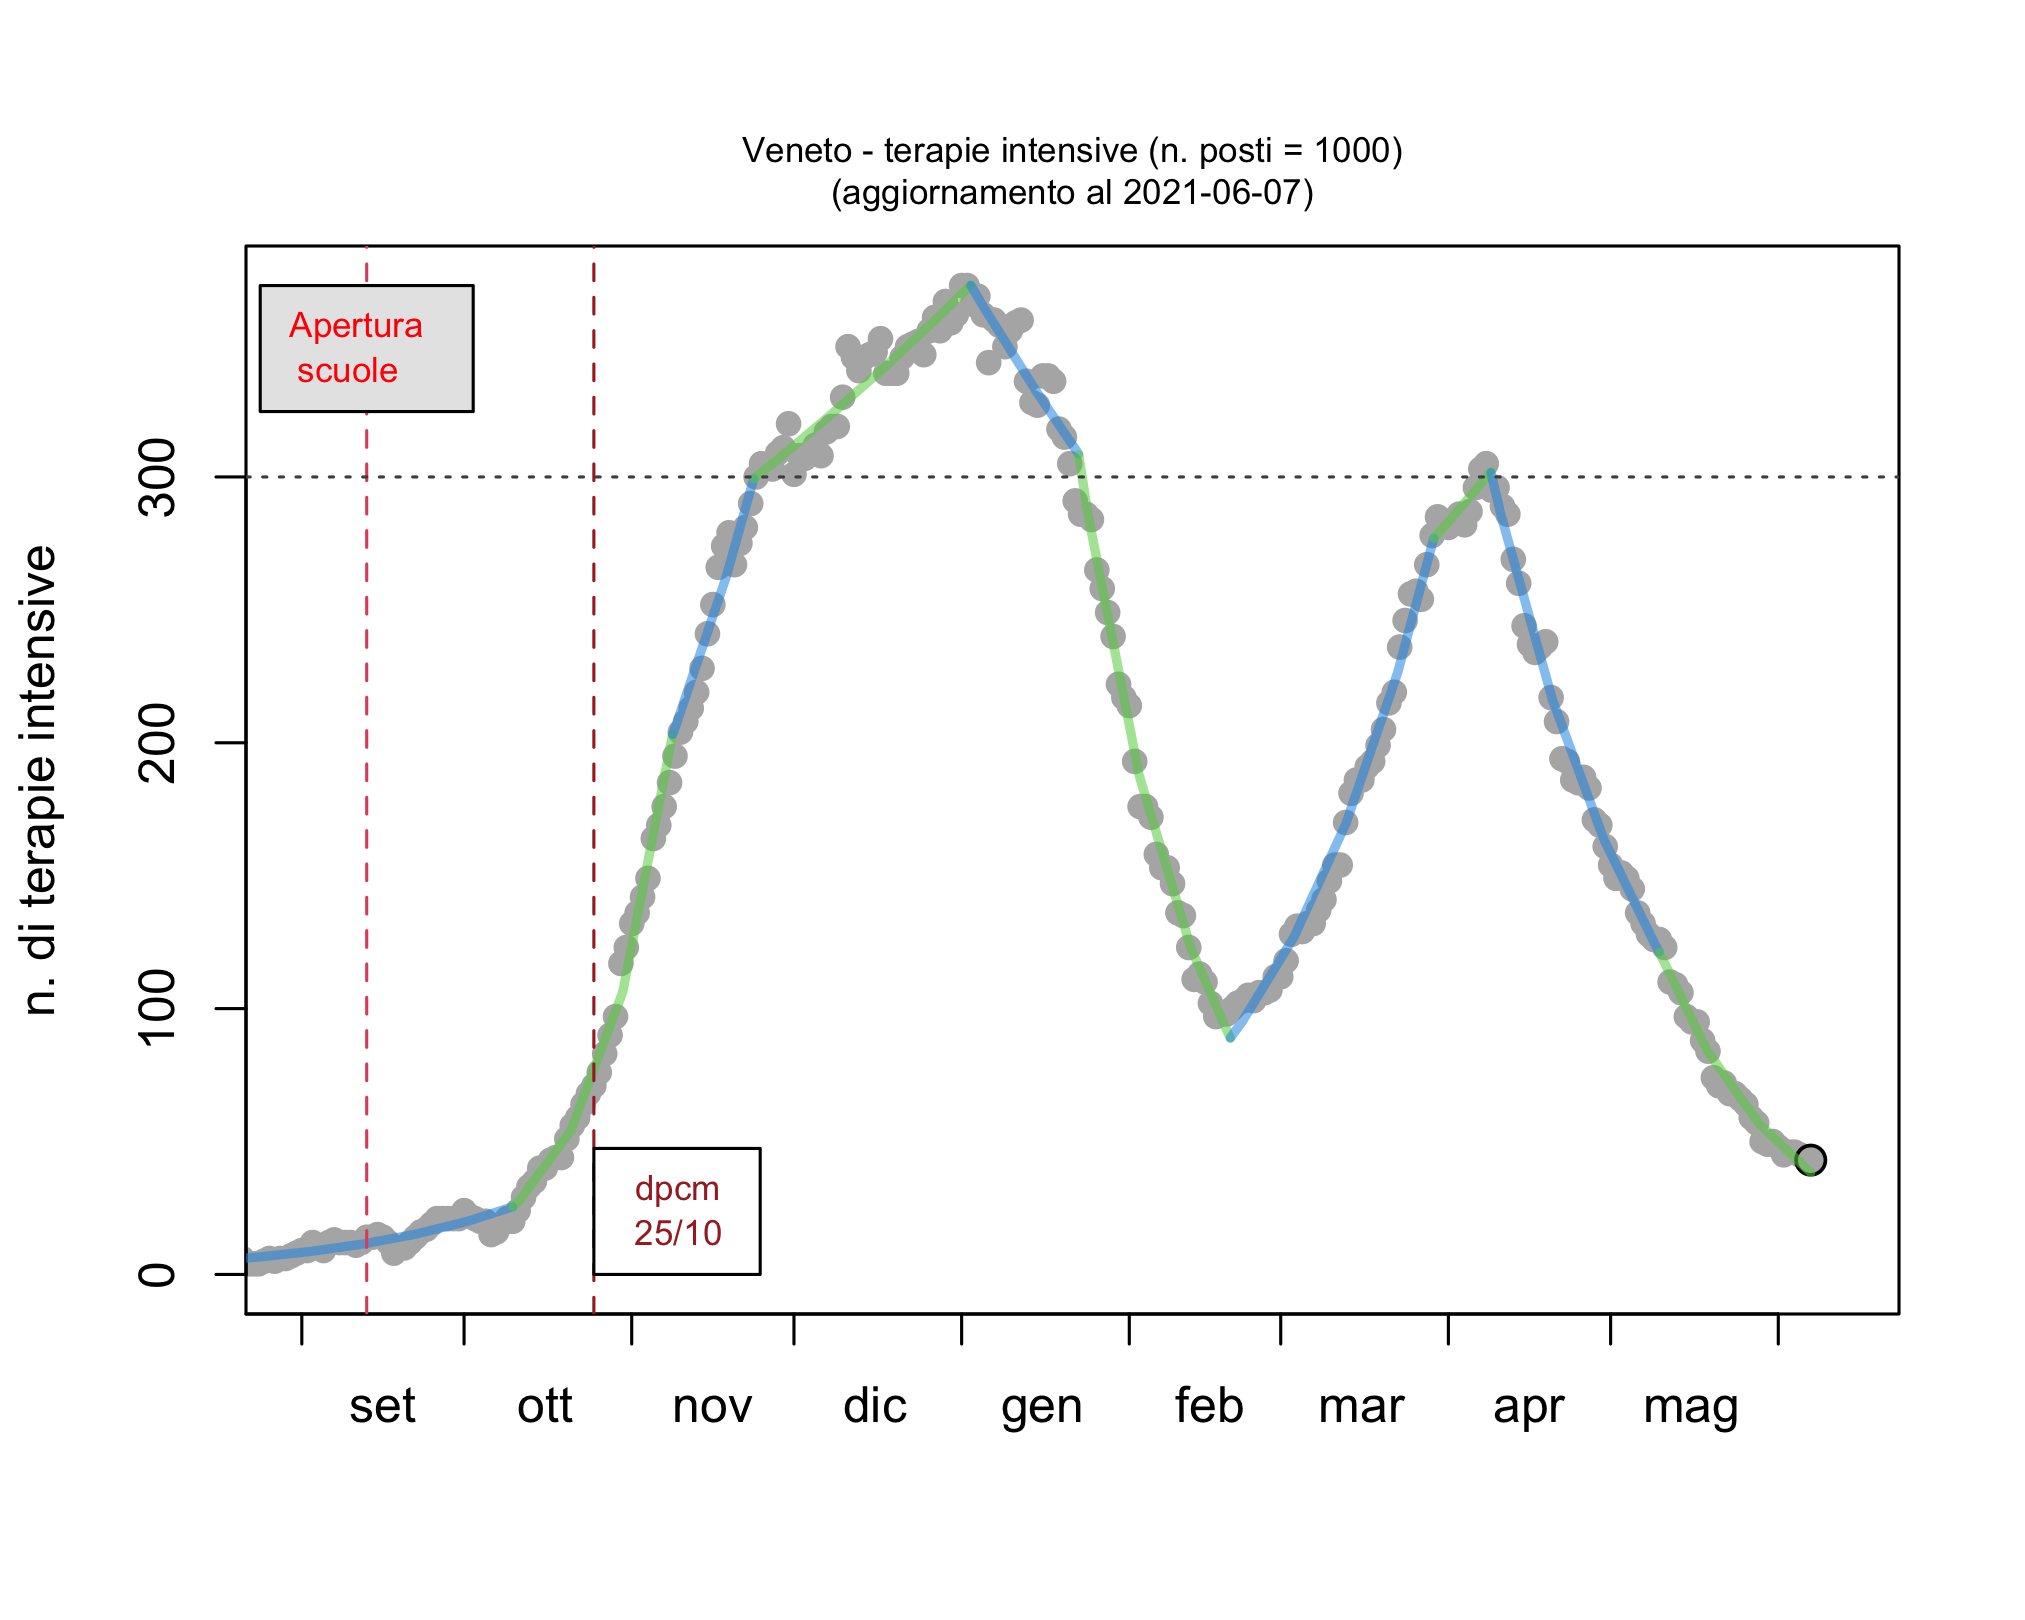 Veneto - terapie intensive (n. posti = 1000)
(aggiornamento al 2021-06-07)
Apertura
scuole
n. di terapie intensive
300
200
100
0
dpcm
25/10
set ott nov dic gen feb mar apr mag